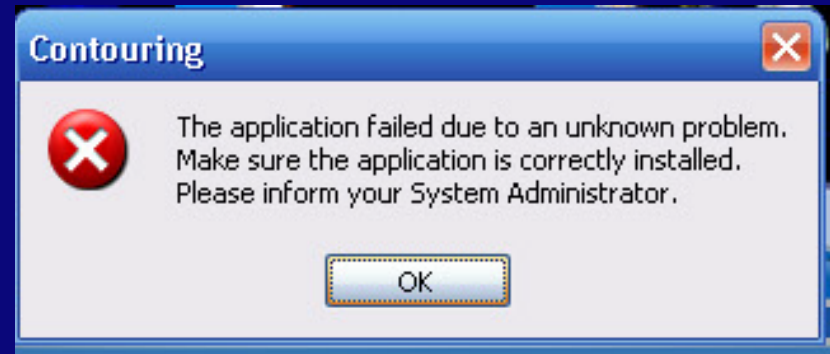 Contouring
The application failed due to an unknown problem.
Make sure the application is correctly installed.
Please inform your System Administrator.
OK